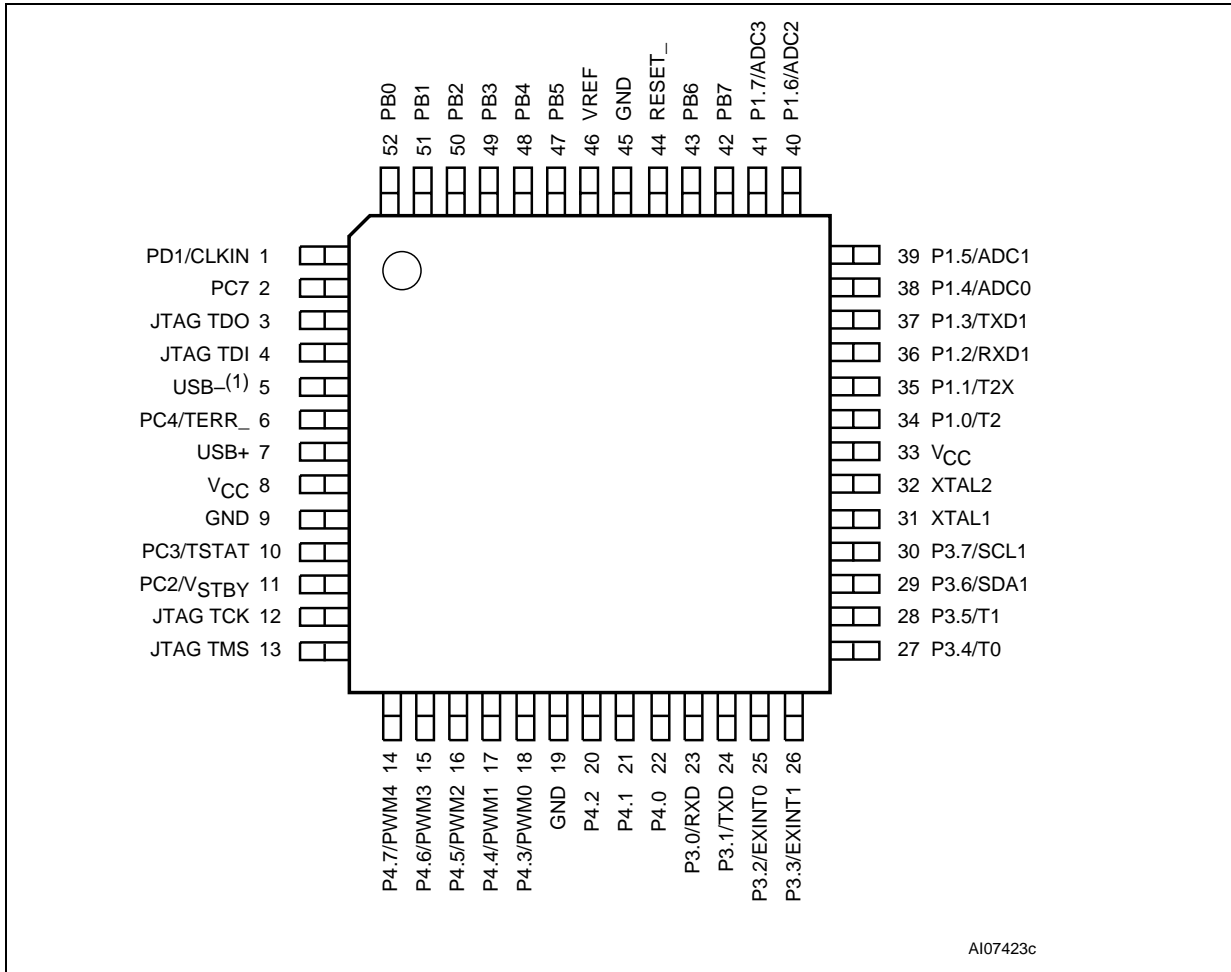 52 PB0
51 PB1
50 PB2
49 PB3
48 PB4
47 PB5
46 VREF
45 GND
44 RESET_
43 PB6
42 PB7
41 P1.7/ADC3
40 P1.6/ADC2
PD1/CLKIN 1
PC7 2
JTAG TDO 3
JTAG TDI 4
USB–(1) 5
PC4/TERR_ 6
USB+ 7
VCC 8
GND 9
PC3/TSTAT 10
PC2/VSTBY 11
JTAG TCK 12
JTAG TMS 13
39 P1.5/ADC1
38 P1.4/ADC0
37 P1.3/TXD1
36 P1.2/RXD1
35 P1.1/T2X
34 P1.0/T2
33 VCC
32 XTAL2
31 XTAL1
30 P3.7/SCL1
29 P3.6/SDA1
28 P3.5/T1
27 P3.4/T0
P4.7/PWM4 14
P4.6/PWM3 15
P4.5/PWM2 16
P4.4/PWM1 17
P4.3/PWM0 18
GND 19
P4.2 20
P4.1 21
P4.0 22
P3.0/RXD 23
P3.1/TXD 24
P3.2/EXINT0 25
P3.3/EXINT1 26
AI07423c